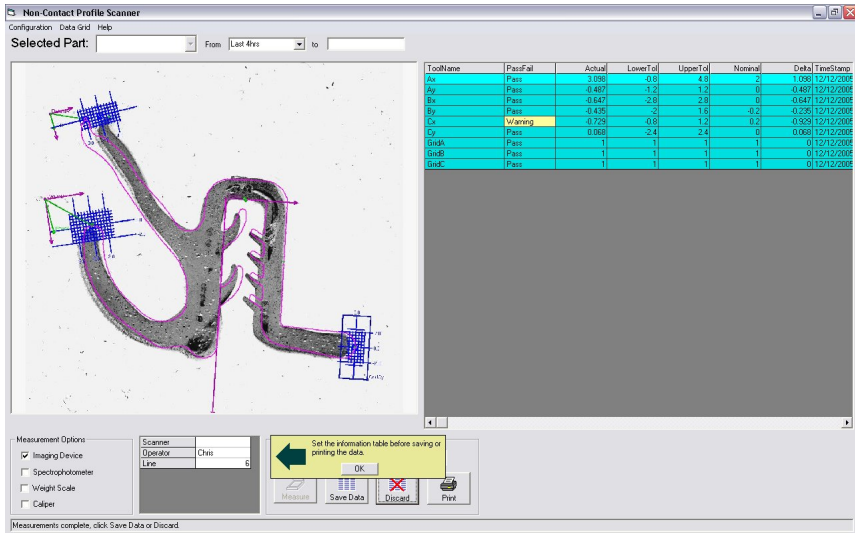 Non-Contact Profile Scanner
Configuration Data Grid Help
Selected Part: From Last 4hrs to
ToolName PassFail Actual LowerTol UpperTol Nominal Delta TimeStamp
Ax Pass 3.098 -0.8 4.8 2 1.098 12/12/2005
Ay Pass -0.487 -1.2 1.2 0 -0.487 12/12/2005
Bx Pass -0.647 -2.8 2.8 0 -0.647 12/12/2005
By Pass -0.435 -2 1.6 -0.2 -0.235 12/12/2005
Cx Warning -0.729 -0.8 1.2 0.2 -0.929 12/12/2005
Cy Pass 0.068 -2.4 2.4 0 0.068 12/12/2005
GridA Pass 1 1 1 1 0 12/12/2005
GridB Pass 1 1 1 1 0 12/12/2005
GridC Pass 1 1 1 1 0 12/12/2005
Measurement Options
Imaging Device
Spectrophotometer
Weight Scale
Caliper
Scanner
Operator Chris
Line 6
Set the information table before saving or
printing the data.
OK
Measure Save Data Discard Print
Measurements complete, click Save Data or Discard.